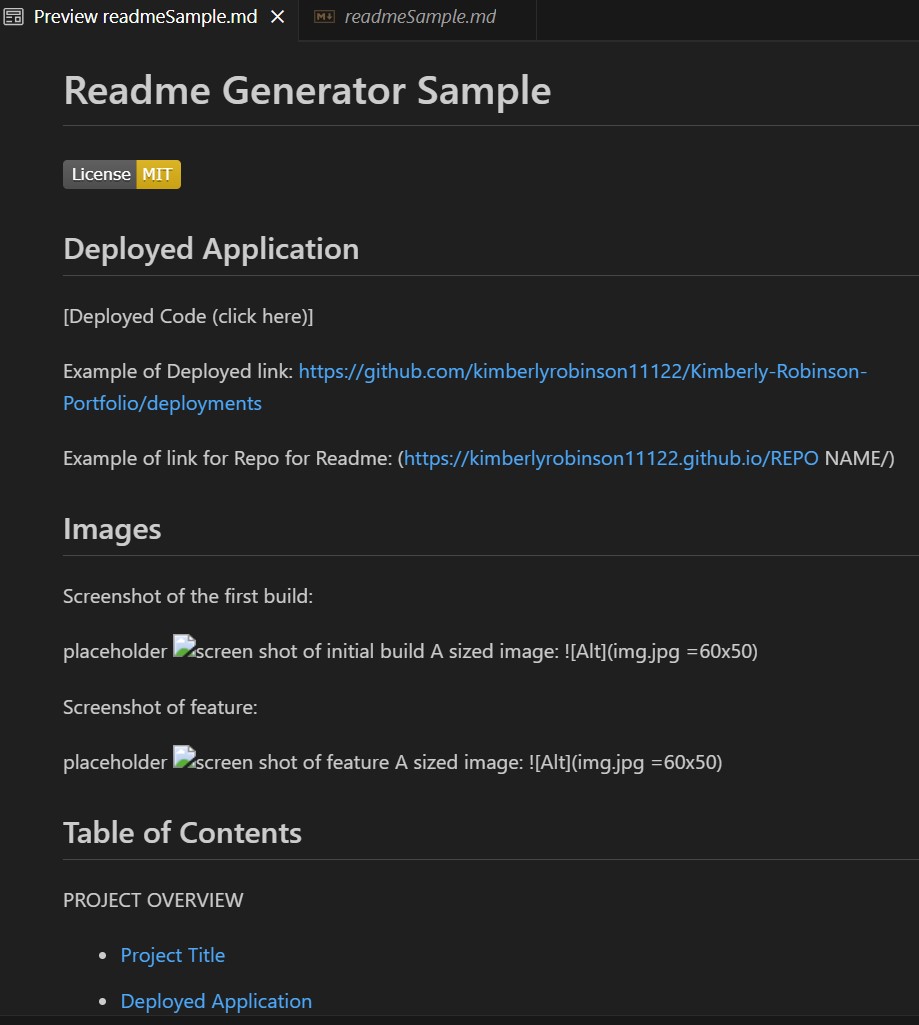 Preview readmeSample.md
readmeSample.md
Readme Generator Sample
License MIT
Deployed Application
[Deployed Code (click here)]
Example of Deployed link: https://github.com/kimberlyrobinson11122/Kimberly-Robinson-
Portfolio/deployments
Example of link for Repo for Readme: (https://kimberlyrobinson11122.github.io/REPO NAME/)
Images
Screenshot of the first build:
placeholder screen shot of initial build A sized image: ![Alt](img.jpg =60x50)
Screenshot of feature:
placeholder screen shot of feature A sized image: ![Alt](img.jpg =60x50)
Table of Contents
PROJECT OVERVIEW
Project Title
Deployed Application